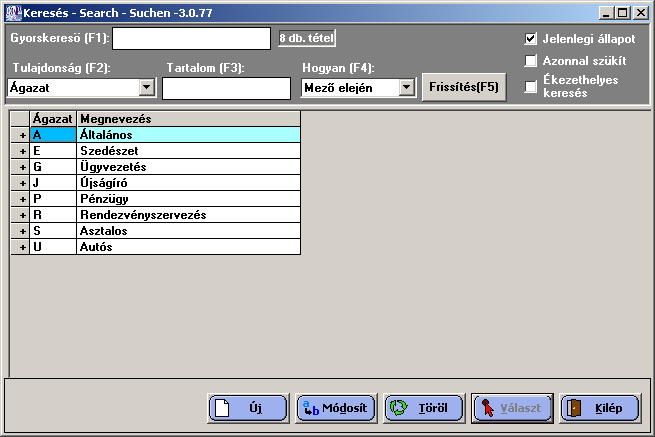 Keresés - Search - Suchen -3.0.77
Gyorskereső (F1):
8 db. tétel
Jelenlegi állapot
Azonnal szükít
Ékezethelyes
keresés
Tulajdonság (F2):
Tartalom (F3):
Hogyan (F4):
Ágazat
Mező elején
Frissítés(F5)
Ágazat Megnevezés
+ A Általános
+ E Szedészet
+ G Ügyvezetés
+ J Újságíró
+ P Pénzügy
+ R Rendezvényszervezés
+ S Asztalos
+ U Autós
Új
a b Módosít
Töröl
Választ
Kilép